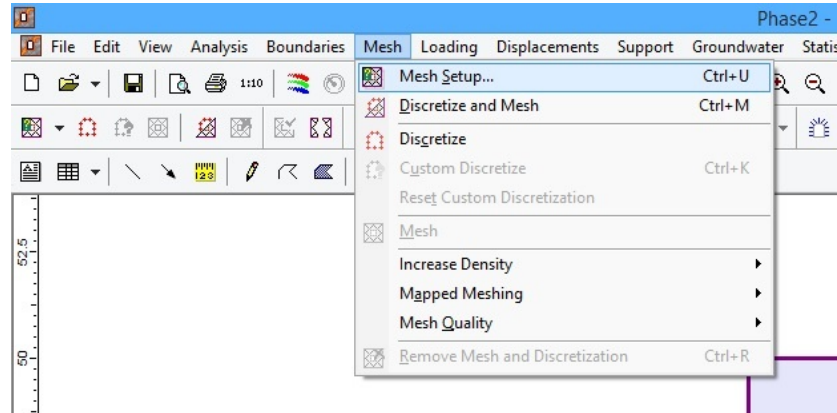 Phase2 -
File Edit View Analysis Boundaries Mesh Loading Displacements Support Groundwater Statis
1:10
123
Mesh Setup... Ctrl+U
Discretize and Mesh Ctrl+M
Discretize
Custom Discretize Ctrl+K
Reset Custom Discretization
Mesh
Increase Density
Mapped Meshing
Mesh Quality
Remove Mesh and Discretization Ctrl+R
52.5
50